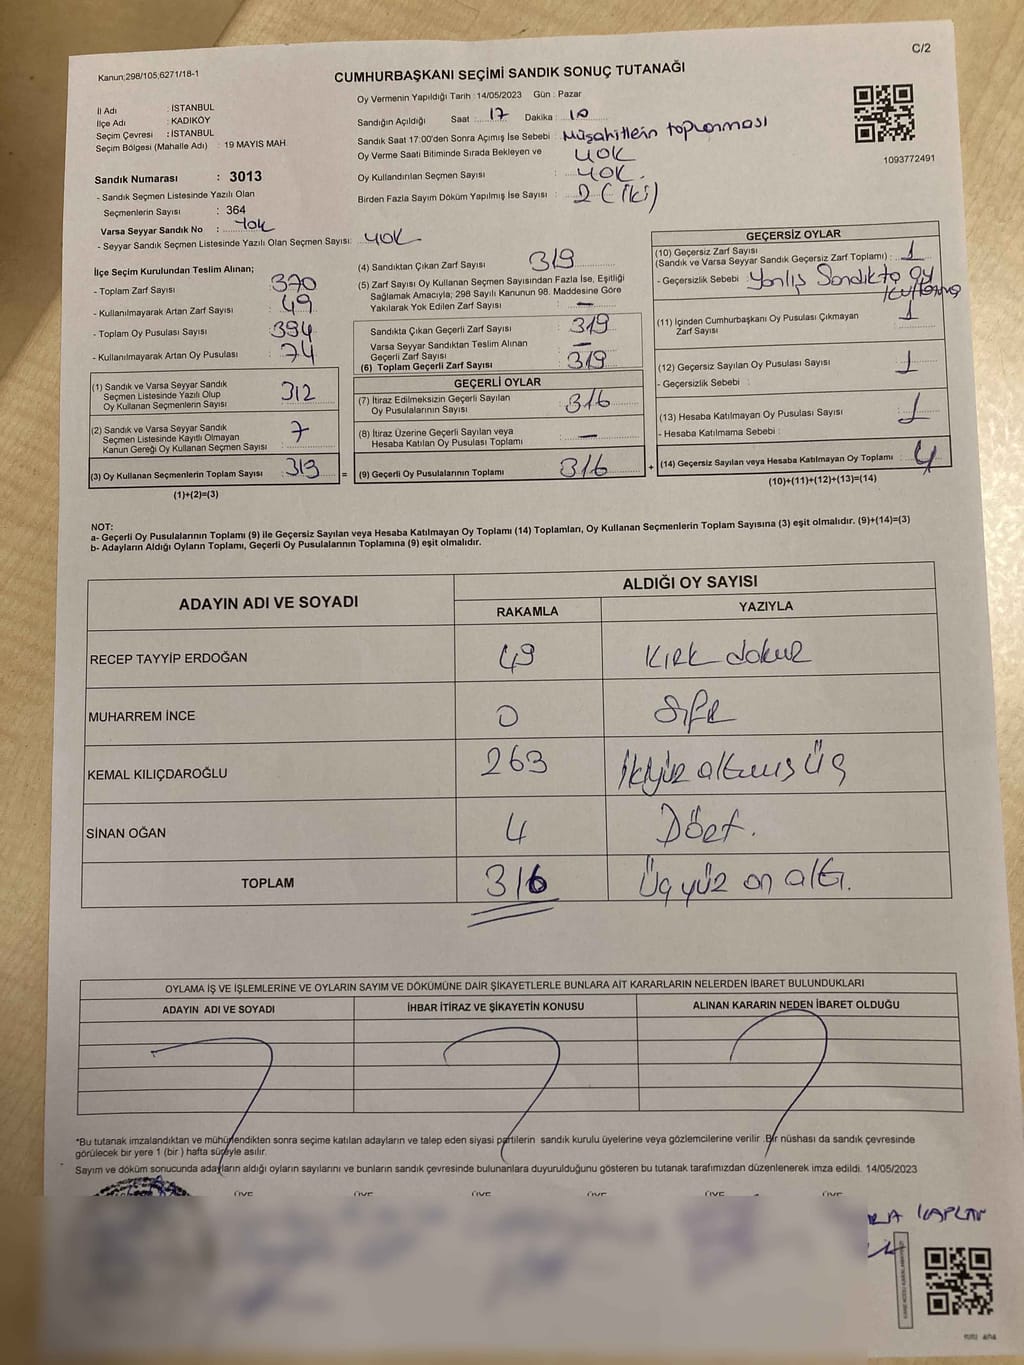 C/2
Kanun;298/105;6271/18-1
CUMHURBAŞKANI SEÇİMİ SANDIK SONUÇ TUTANAĞI
Oy Vermenin Yapıldığı Tarih : 14/05/2023 Gün : Pazar
İl Adı : İSTANBUL
İlçe Adı : KADIKÖY
Seçim Çevresi : İSTANBUL
Seçim Bölgesi (Mahalle Adı) : 19 MAYIS MAH.
Sandığın Açıldığı Saat : 17 Dakika : 10
Sandık Saat 17:00'den Sonra Açımış İse Sebebi : Müşahitlerin toplanması
Oy Verme Saati Bitiminde Sırada Bekleyen ve YOK
Oy Kullandırılan Seçmen Sayısı : YOK.
Birden Fazla Sayım Döküm Yapılmış İse Sayısı : 2 (iki)
1093772491
Sandık Numarası : 3013
- Sandık Seçmen Listesinde Yazılı Olan
Seçmenlerin Sayısı : 364
Varsa Seyyar Sandık No : YOK
- Seyyar Sandık Seçmen Listesinde Yazılı Olan Seçmen Sayısı: YOK
İlçe Seçim Kurulundan Teslim Alınan;
- Toplam Zarf Sayısı : 370
- Kullanılmayarak Artan Zarf Sayısı : 49
- Toplam Oy Pusulası Sayısı : 394
- Kullanılmayarak Artan Oy Pusulası : 74
(1) Sandık ve Varsa Seyyar Sandık
Seçmen Listesinde Yazılı Olup
Oy Kullanan Seçmenlerin Sayısı : 312
(2) Sandık ve Varsa Seyyar Sandık
Seçmen Listesinde Kayıtlı Olmayan
Kanun Gereği Oy Kullanan Seçmen Sayısı : 7
(3) Oy Kullanan Seçmenlerin Toplam Sayısı : 319 =
(1)+(2)=(3)
(4) Sandıktan Çıkan Zarf Sayısı : 319
(5) Zarf Sayısı Oy Kullanan Seçmen Sayısından Fazla İse, Eşitliği
Sağlamak Amacıyla; 298 Sayılı Kanunun 98. Maddesine Göre
Yakılarak Yok Edilen Zarf Sayısı : —
Sandıkta Çıkan Geçerli Zarf Sayısı : 319
Varsa Seyyar Sandıktan Teslim Alınan
Geçerli Zarf Sayısı : —
(6) Toplam Geçerli Zarf Sayısı : 319
GEÇERLİ OYLAR
(7) İtiraz Edilmeksizin Geçerli Sayılan
Oy Pusulalarının Sayısı : 316
(8) İtiraz Üzerine Geçerli Sayılan veya
Hesaba Katılan Oy Pusulası Toplamı : —
(9) Geçerli Oy Pusulalarının Toplamı : 316 +
GEÇERSİZ OYLAR
(10) Geçersiz Zarf Sayısı
(Sandık ve Varsa Seyyar Sandık Geçersiz Zarf Toplamı) : 1
- Geçersizlik Sebebi : Yanlış Sandıkta oy
kullanma
(11) İçinden Cumhurbaşkanı Oy Pusulası Çıkmayan
Zarf Sayısı : 1
(12) Geçersiz Sayılan Oy Pusulası Sayısı : 1
- Geçersizlik Sebebi :
(13) Hesaba Katılmayan Oy Pusulası Sayısı : 1
- Hesaba Katılmama Sebebi :
(14) Geçersiz Sayılan veya Hesaba Katılmayan Oy Toplamı : 4
(10)+(11)+(12)+(13)=(14)
NOT:
a- Geçerli Oy Pusulalarının Toplamı (9) ile Geçersiz Sayılan veya Hesaba Katılmayan Oy Toplamı (14) Toplamları, Oy Kullanan Seçmenlerin Toplam Sayısına (3) eşit olmalıdır. (9)+(14)=(3)
b- Adayların Aldığı Oyların Toplamı, Geçerli Oy Pusulalarının Toplamına (9) eşit olmalıdır.
ADAYIN ADI VE SOYADI
ALDIĞI OY SAYISI
RAKAMLA YAZIYLA
RECEP TAYYİP ERDOĞAN 49 Kırk dokuz
MUHARREM İNCE 0 Sıfır
KEMAL KILIÇDAROĞLU 263 İkiyüz altmış üç
SİNAN OĞAN 4 Dört.
TOPLAM 316 Üçyüz on altı.
OYLAMA İŞ VE İŞLEMLERİNE VE OYLARIN SAYIM VE DÖKÜMÜNE DAİR ŞİKAYETLERLE BUNLARA AİT KARARLARIN NELERDEN İBARET BULUNDUKLARI
ADAYIN ADI VE SOYADI İHBAR İTİRAZ VE ŞİKAYETİN KONUSU ALINAN KARARIN NEDEN İBARET OLDUĞU
*Bu tutanak imzalandıktan ve mühürlendikten sonra seçime katılan adayların ve talep eden siyasi partilerin sandık kurulu üyelerine veya gözlemcilerine verilir .Bir nüshası da sandık çevresinde
görülecek bir yere 1 (bir ) hafta süreyle asılır.
Sayım ve döküm sonucunda adayların aldığı oyların sayılarını ve bunların sandık çevresinde bulunanlara duyurulduğunu gösteren bu tutanak tarafımızdan düzenlenerek imza edildi. 14/05/2023
ÜYE ÜYE ÜYE ÜYE ÜYE ÜYE
KAPLAN